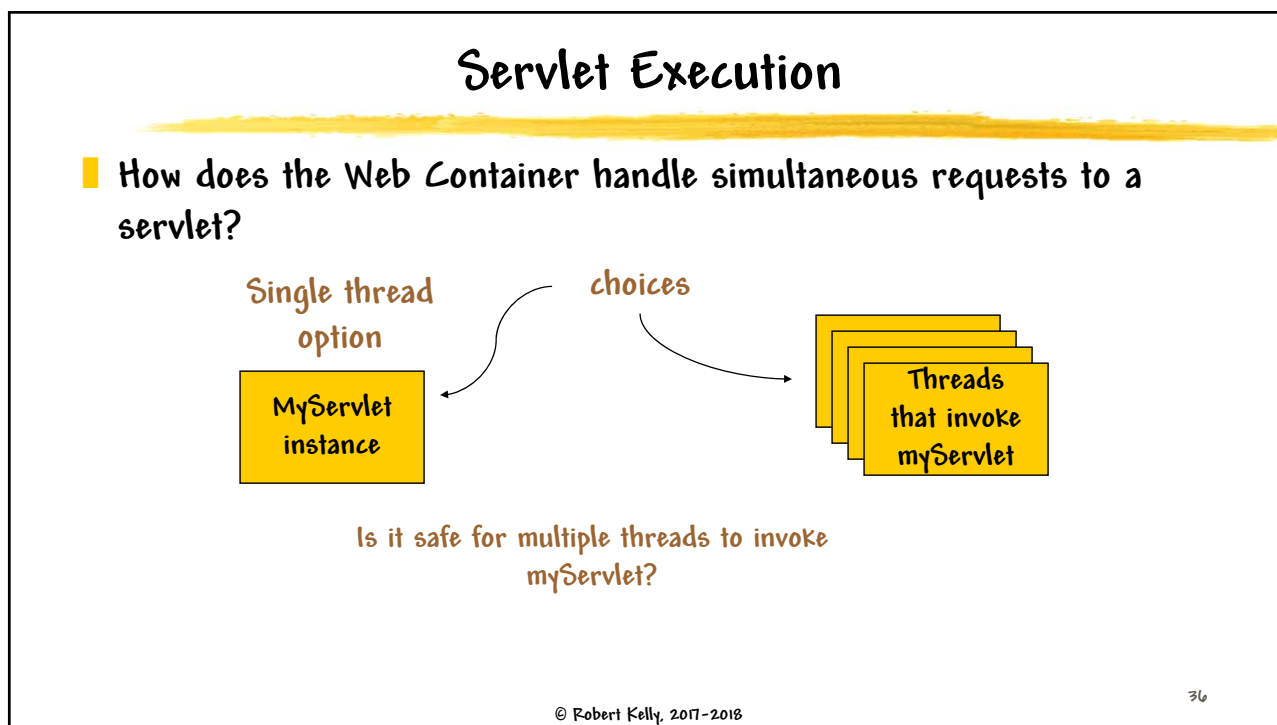 Servlet Execution
How does the Web Container handle simultaneous requests to a
servlet?
Single thread
option
choices
MyServlet
instance
Threads
that invoke
myServlet
Is it safe for multiple threads to invoke
myServlet?
36
© Robert Kelly, 2017-2018